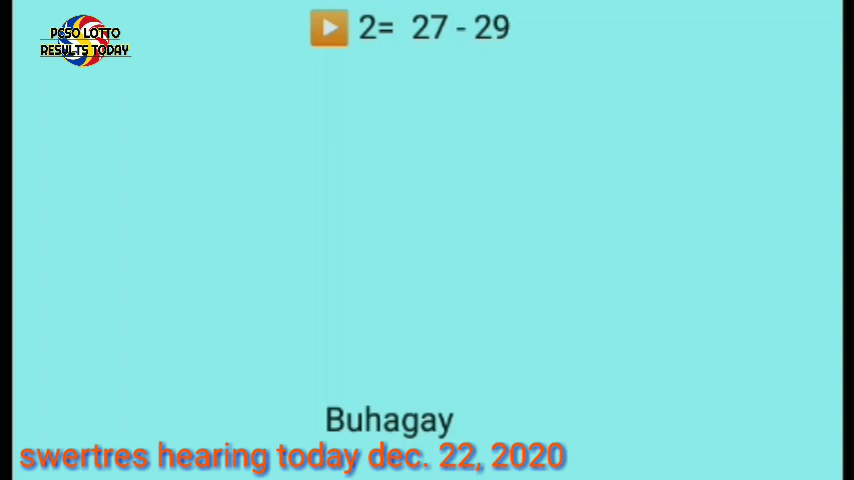 PCSO LOTTO
RESULTS TODAY
2= 27 - 29
Buhagay
swertres hearing today dec. 22, 2020